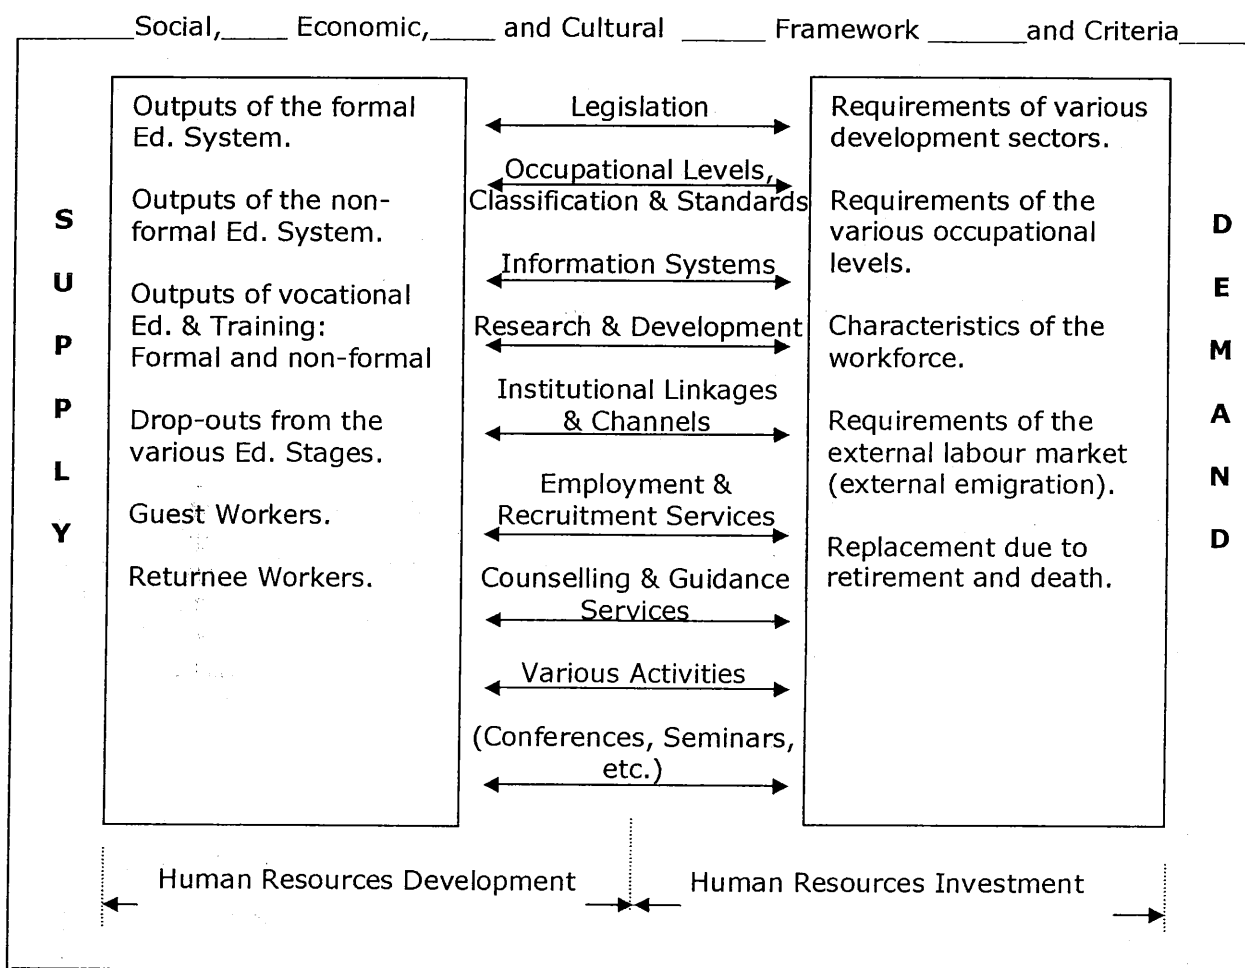 Social, Economic, and Cultural Framework and Criteria
S
U
P
P
L
Y
Outputs of the formal
Ed. System.
Outputs of the non-
formal Ed. System.
Outputs of vocational
Ed. & Training:
Formal and non-formal
Drop-outs from the
various Ed. Stages.
Guest Workers.
Returnee Workers.
Legislation
Occupational Levels,
Classification & Standards
Information Systems
Research & Development
Institutional Linkages
& Channels
Employment &
Recruitment Services
Counselling & Guidance
Services
Various Activities
(Conferences, Seminars,
etc.)
Requirements of various
development sectors.
Requirements of the
various occupational
levels.
Characteristics of the
workforce.
Requirements of the
external labour market
(external emigration).
Replacement due to
retirement and death.
D
E
M
A
N
D
Human Resources Development
Human Resources Investment